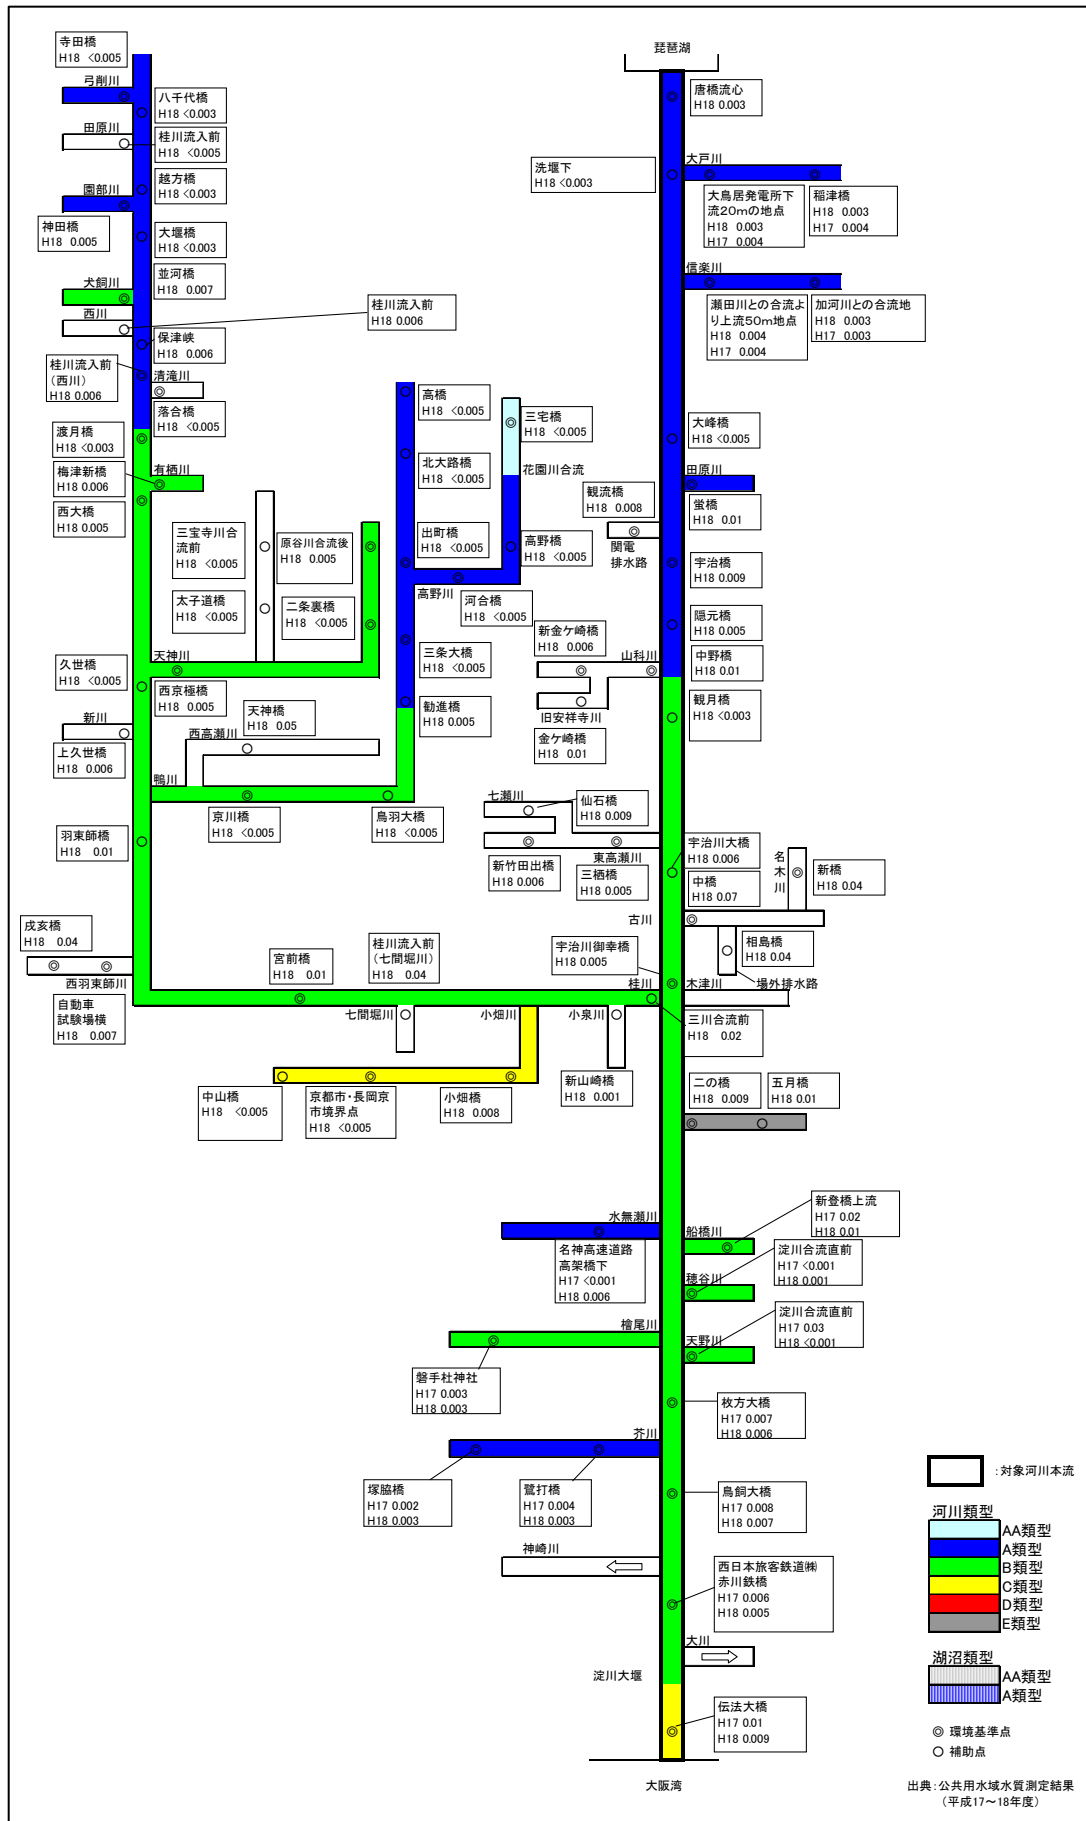 寺田橋
H18 <0.005
弓削川
八千代橋
H18 <0.003
田原川
桂川流入前
H18 <0.005
越方橋
H18 <0.003
園部川
神田橋
H18 0.005
大堰橋
H18 <0.003
並河橋
H18 0.007
犬飼川
西川
桂川流入前
H18 0.006
保津峡
H18 0.006
桂川流入前
(西川)
H18 0.006
清滝川
落合橋
H18 <0.005
渡月橋
H18 <0.003
梅津新橋
H18 0.006
有栖川
西大橋
H18 0.005
三宝寺川合
流前
H18 <0.005
原谷川合流後
H18 0.005
太子道橋
H18 <0.005
二条裏橋
H18 <0.005
久世橋
H18 <0.005
天神川
西京極橋
H18 0.005
天神橋
H18 0.05
新川
上久世橋
H18 0.006
西高瀬川
鴨川
京川橋
H18 <0.005
鳥羽大橋
H18 <0.005
羽束師橋
H18 0.01
戌亥橋
H18 0.04
西羽束師川
自動車
試験場横
H18 0.007
宮前橋
H18 0.01
桂川流入前
(七間堀川)
H18 0.04
桂川
七間堀川
小畑川
小泉川
中山橋
H18 <0.005
京都市・長岡京
市境界点
H18 <0.005
小畑橋
H18 0.008
新山崎橋
H18 0.001
高橋
H18 <0.005
三宅橋
H18 <0.005
北大路橋
H18 <0.005
花園川合流
出町橋
H18 <0.005
高野橋
H18 <0.005
高野川
河合橋
H18 <0.005
三条大橋
H18 <0.005
勧進橋
H18 0.005
琵琶湖
唐橋流心
H18 0.003
洗堰下
H18 <0.003
大戸川
大鳥居発電所下
流20mの地点
H18 0.003
H17 0.004
稲津橋
H18 0.003
H17 0.004
信楽川
瀬田川との合流よ
り上流50m地点
H18 0.004
H17 0.004
加河川との合流地
H18 0.003
H17 0.003
大峰橋
H18 <0.005
田原川
蛍橋
H18 0.01
観流橋
H18 0.008
関電
排水路
宇治橋
H18 0.009
隠元橋
H18 0.005
新金ケ崎橋
H18 0.006
山科川
中野橋
H18 0.01
観月橋
H18 <0.003
旧安祥寺川
金ケ崎橋
H18 0.01
七瀬川
仙石橋
H18 0.009
新竹田出橋
H18 0.006
東高瀬川
三栖橋
H18 0.005
宇治川大橋
H18 0.006
中橋
H18 0.07
名
木
川
新橋
H18 0.04
古川
相島橋
H18 0.04
場外排水路
宇治川御幸橋
H18 0.005
木津川
三川合流前
H18 0.02
二の橋
H18 0.009
五月橋
H18 0.01
水無瀬川
名神高速道路
高架橋下
H17 <0.001
H18 0.006
新登橋上流
H17 0.02
H18 0.01
船橋川
淀川合流直前
H17 <0.001
H18 0.001
穂谷川
淀川合流直前
H17 0.03
H18 <0.001
天野川
檜尾川
磐手杜神社
H17 0.003
H18 0.003
枚方大橋
H17 0.007
H18 0.006
芥川
塚脇橋
H17 0.002
H18 0.003
鷺打橋
H17 0.004
H18 0.003
鳥飼大橋
H17 0.008
H18 0.007
神崎川
西日本旅客鉄道㈱
赤川鉄橋
H17 0.006
H18 0.005
大川
淀川大堰
伝法大橋
H17 0.01
H18 0.009
大阪湾
:対象河川本流
河川類型
AA類型
A類型
B類型
C類型
D類型
E類型
湖沼類型
AA類型
A類型
◎ 環境基準点
○ 補助点
出典:公共用水域水質測定結果
(平成17~18年度)